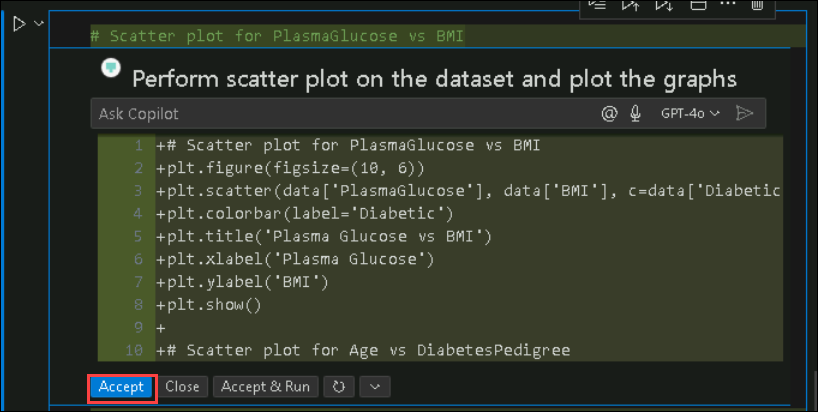 # Scatter plot for PlasmaGlucose vs BMI
Perform scatter plot on the dataset and plot the graphs
Ask Copilot @ GPT-4o
1 +# Scatter plot for PlasmaGlucose vs BMI
2 +plt.figure(figsize=(10, 6))
3 +plt.scatter(data['PlasmaGlucose'], data['BMI'], c=data['Diabetic
4 +plt.colorbar(label='Diabetic')
5 +plt.title('Plasma Glucose vs BMI')
6 +plt.xlabel('Plasma Glucose')
7 +plt.ylabel('BMI')
8 +plt.show()
9 +
10 +# Scatter plot for Age vs DiabetesPedigree
Accept Close Accept & Run